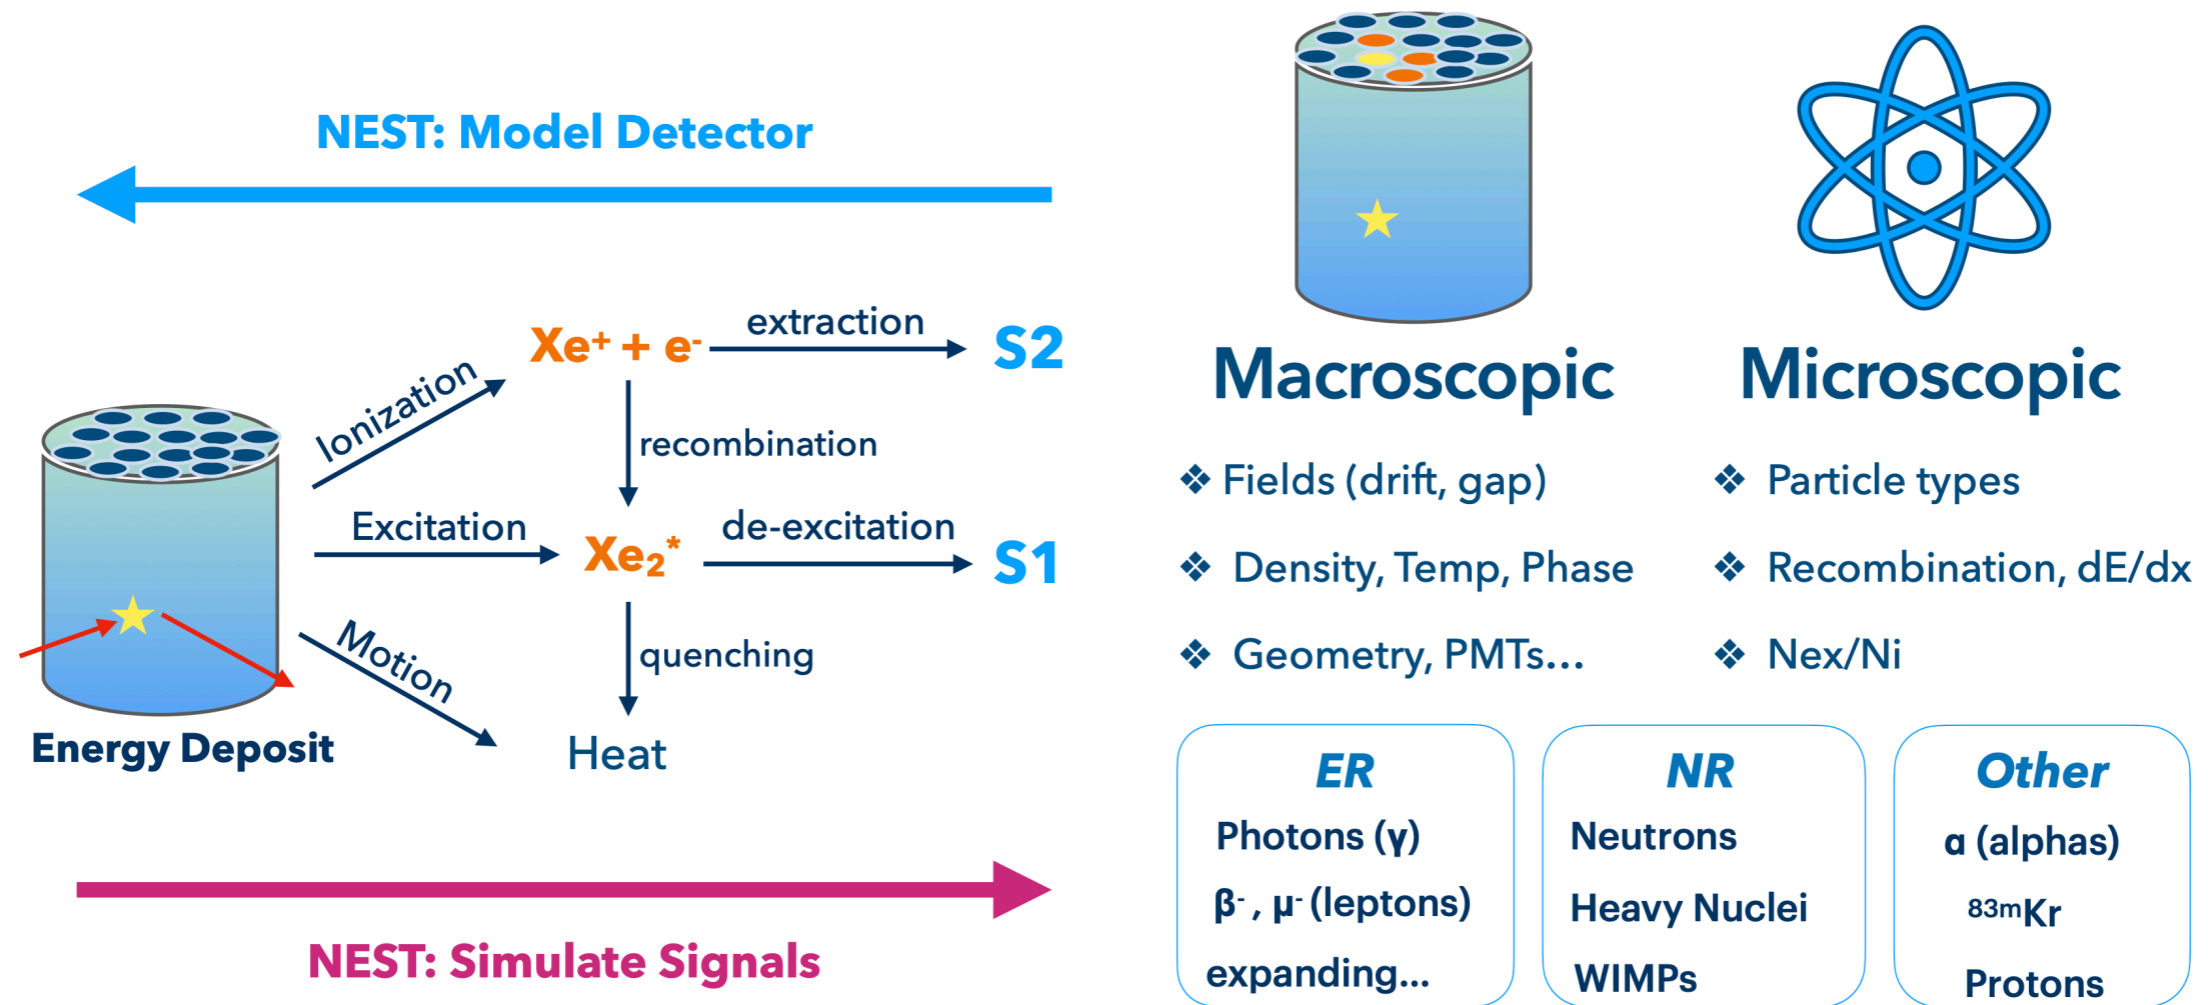 NEST: Model Detector
Ionization
Xe⁺ + e⁻
extraction
S2
recombination
Excitation
Xe₂*
de-excitation
S1
Motion
quenching
Energy Deposit
Heat
NEST: Simulate Signals
Macroscopic
❖ Fields (drift, gap)
❖ Density, Temp, Phase
❖ Geometry, PMTs...
Microscopic
❖ Particle types
❖ Recombination, dE/dx
❖ Nex/Ni
ER
Photons (γ)
β⁻ , μ⁻ (leptons)
expanding...
NR
Neutrons
Heavy Nuclei
WIMPs
Other
α (alphas)
⁸³ᵐKr
Protons